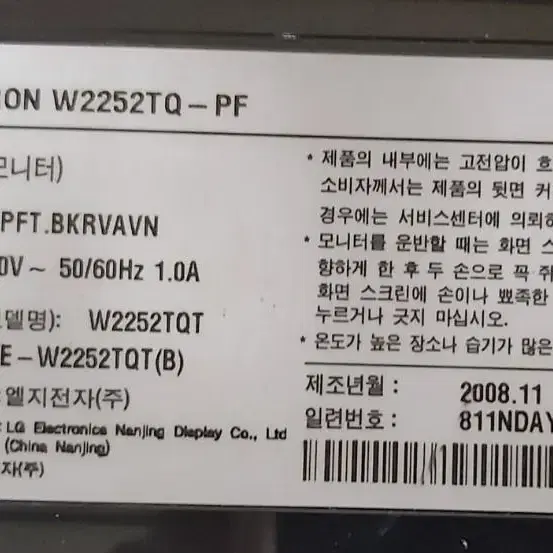 ION W2252TQ – PF
모니터)
PFT.BKRVAVN
0V ~ 50/60Hz 1.0A
델명): W2252TQT
E – W2252TQT(B)
: 엘지전자(주)
: LG Electronics Nanjing Display Co., Ltd
(China Nanjing)
자(주)
* 제품의 내부에는 고전압이 흐
소비자께서는 제품의 뒷면 커
경우에는 서비스센터에 의뢰하
* 모니터를 운반할 때는 화면 스
향하게 한 후 두 손으로 꼭 쥐
화면 스크린에 손이나 뾰족한
누르거나 긋지 마십시오.
* 온도가 높은 장소나 습기가 많은
제조년월 : 2008.11
일련번호 : 811NDAY